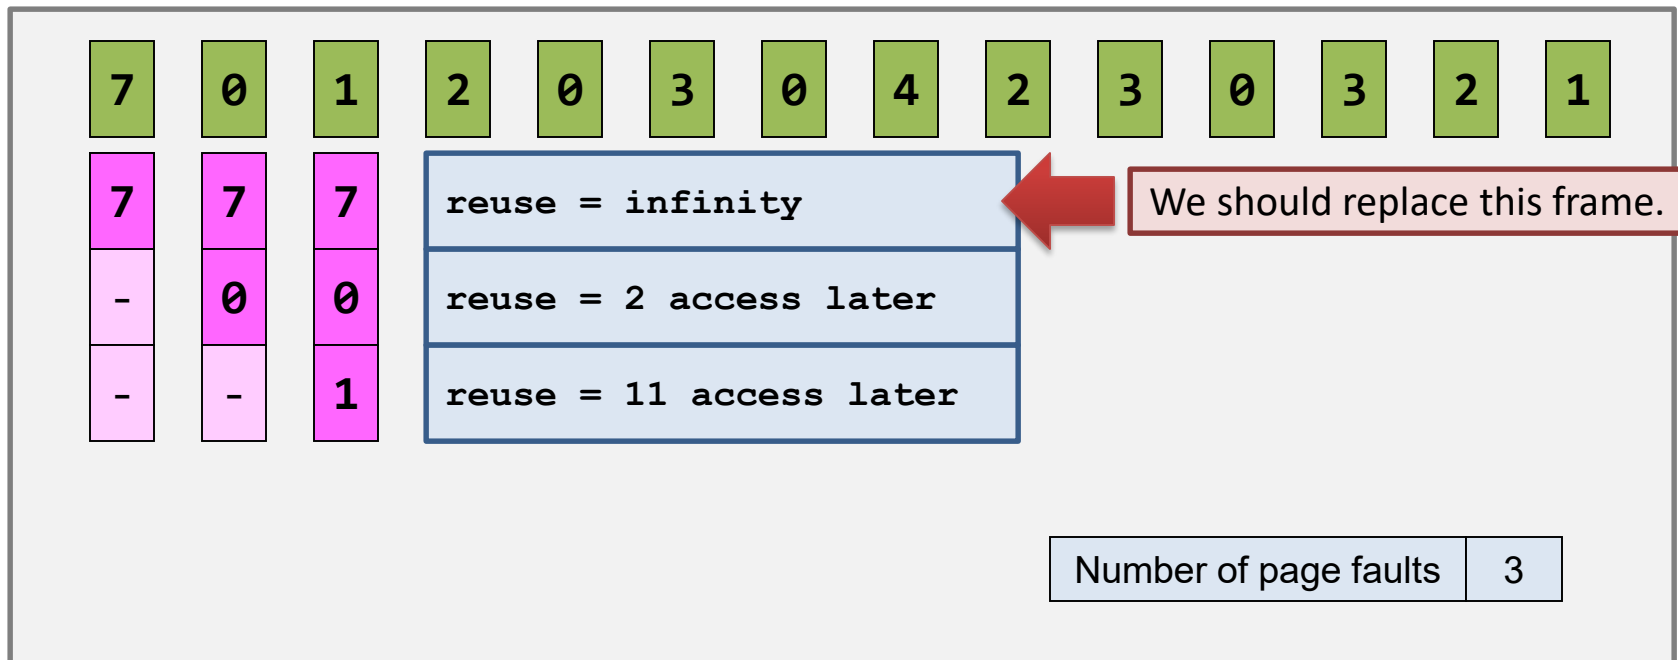 7 0 1 2 0 3 0 4 2 3 0 3 2 1
7 7 7 reuse = infinity We should replace this frame.
- 0 0 reuse = 2 access later
- - 1 reuse = 11 access later
Number of page faults 3